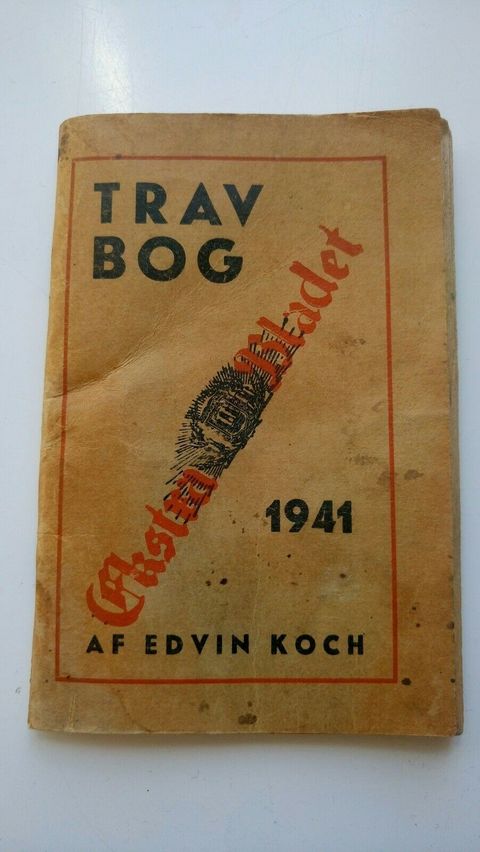 TRAV
BOG
Ekstra Bladet
1941
AF EDVIN KOCH